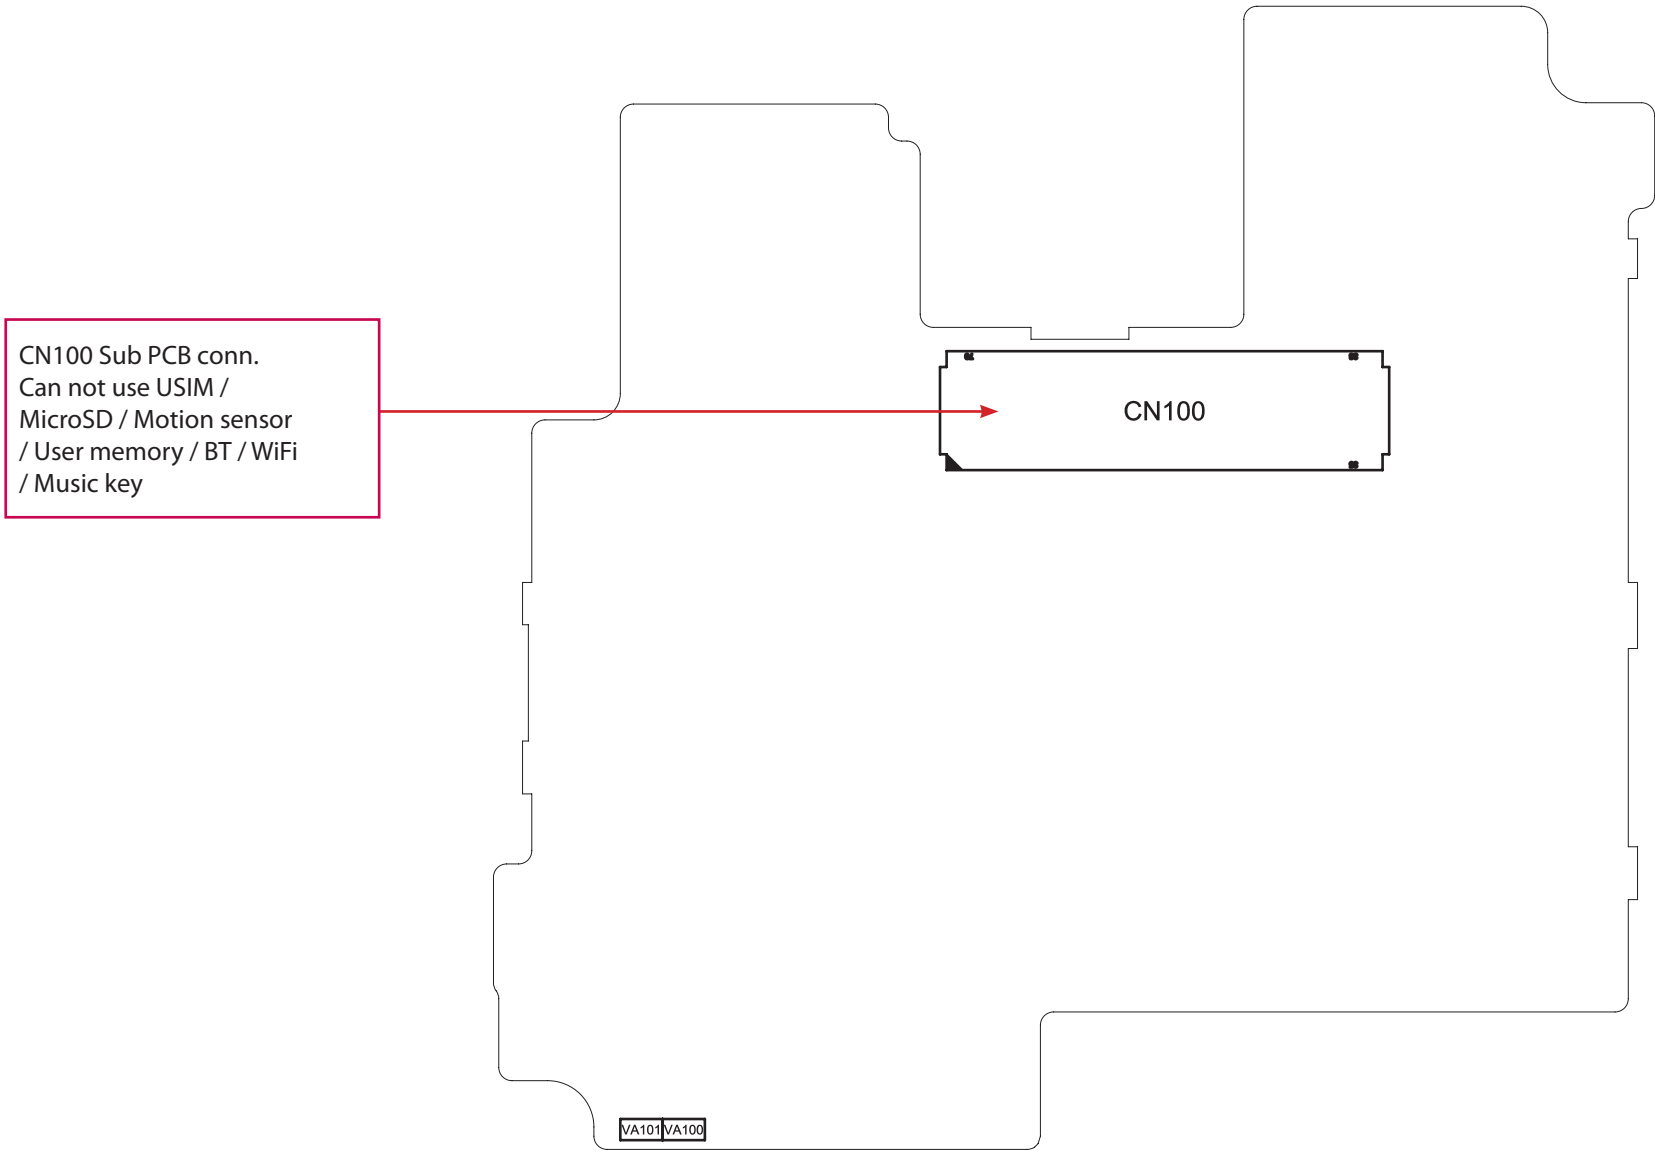 CN100 Sub PCB conn.
Can not use USIM /
MicroSD / Motion sensor
/ User memory / BT / WiFi
/ Music key
CN100
VA101
VA100